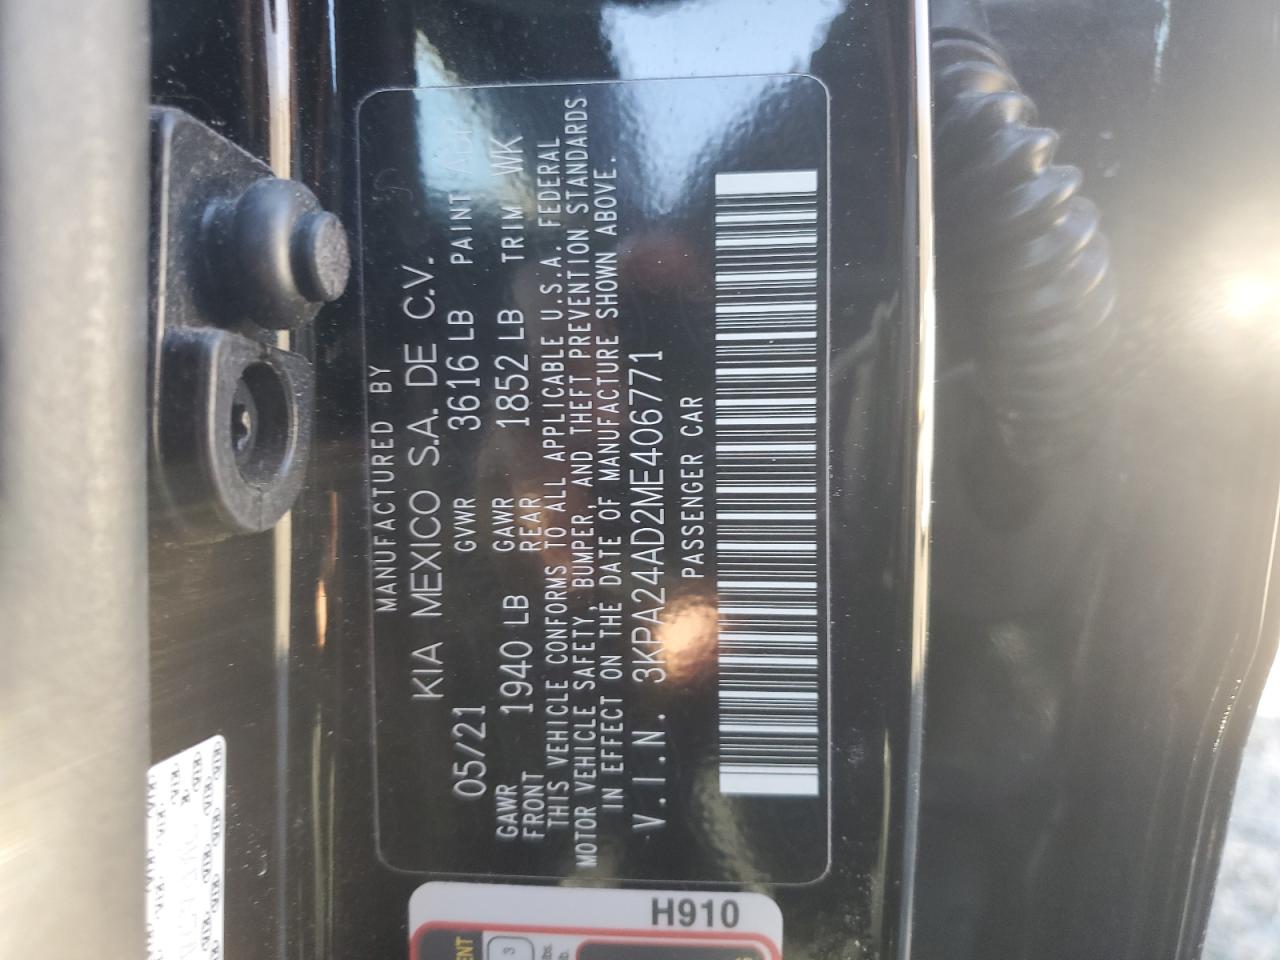 MANUFACTURED BY
KIA MEXICO S.A. DE C.V.
05/21 GVWR 3616 LB PAINT
GAWR FRONT 1940 LB GAWR REAR 1852 LB TRIM WK
THIS VEHICLE CONFORMS TO ALL APPLICABLE U.S.A. FEDERAL
MOTOR VEHICLE SAFETY, BUMPER, AND THEFT PREVENTION STANDARDS
IN EFFECT ON THE DATE OF MANUFACTURE SHOWN ABOVE.
V.I.N. 3KPA24AD2ME406771
PASSENGER CAR
H910